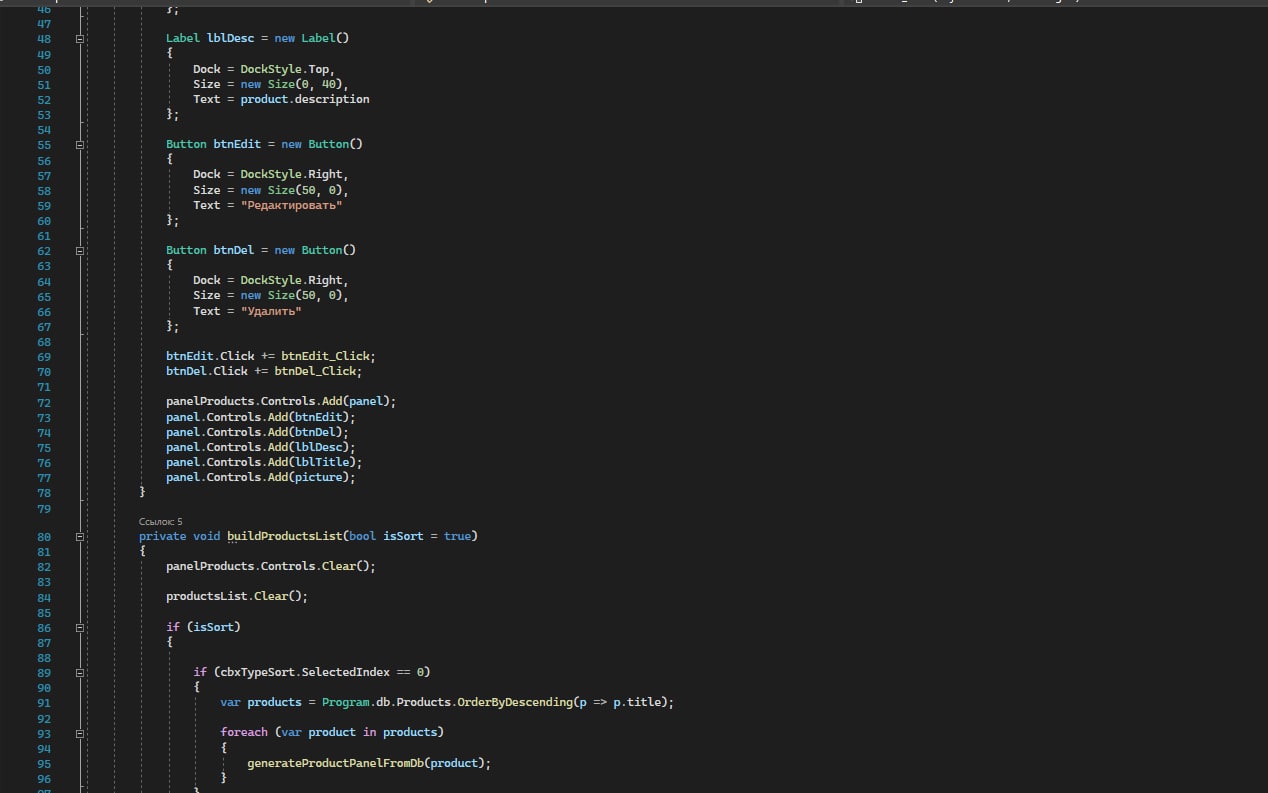 46 };
47
48 Label lblDesc = new Label()
49 {
50 Dock = DockStyle.Top,
51 Size = new Size(0, 40),
52 Text = product.description
53 };
54
55 Button btnEdit = new Button()
56 {
57 Dock = DockStyle.Right,
58 Size = new Size(50, 0),
59 Text = "Редактировать"
60 };
61
62 Button btnDel = new Button()
63 {
64 Dock = DockStyle.Right,
65 Size = new Size(50, 0),
66 Text = "Удалить"
67 };
68
69 btnEdit.Click += btnEdit_Click;
70 btnDel.Click += btnDel_Click;
71
72 panelProducts.Controls.Add(panel);
73 panel.Controls.Add(btnEdit);
74 panel.Controls.Add(btnDel);
75 panel.Controls.Add(lblDesc);
76 panel.Controls.Add(lblTitle);
77 panel.Controls.Add(picture);
78 }
79
Ссылок: 5
80 private void buildProductsList(bool isSort = true)
81 {
82 panelProducts.Controls.Clear();
83
84 productsList.Clear();
85
86 if (isSort)
87 {
88
89 if (cbxTypeSort.SelectedIndex == 0)
90 {
91 var products = Program.db.Products.OrderByDescending(p => p.title);
92
93 foreach (var product in products)
94 {
95 generateProductPanelFromDb(product);
96 }
97 }